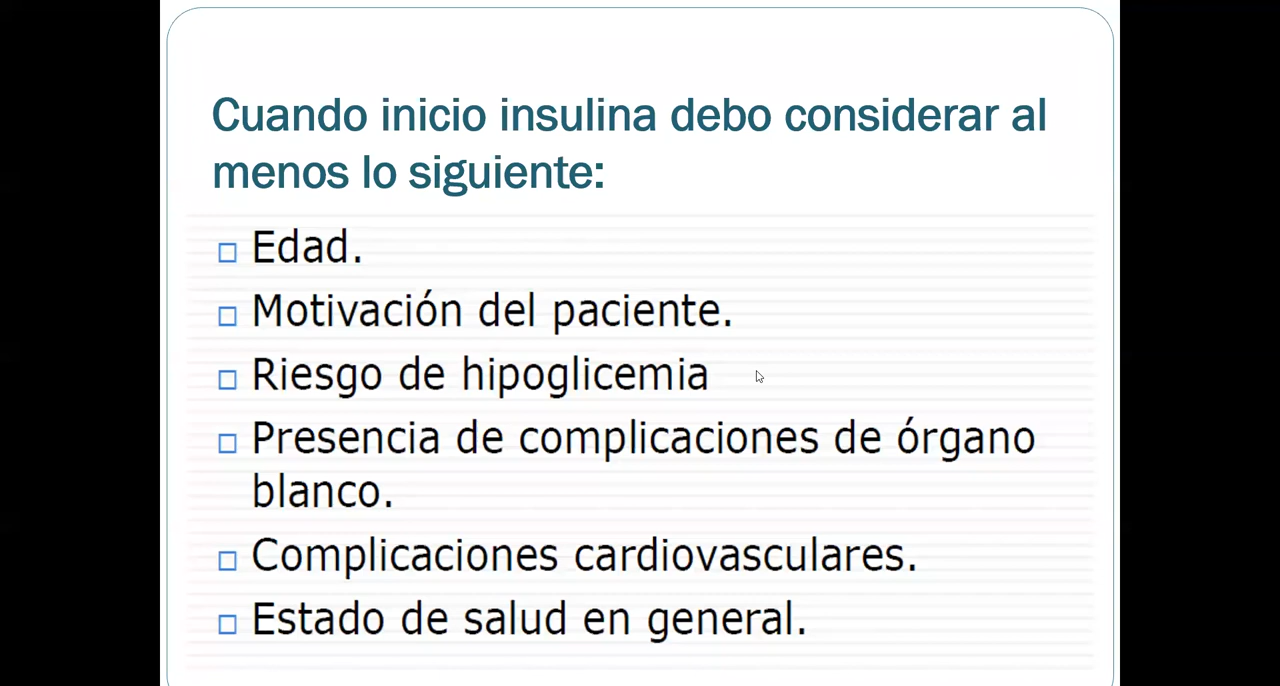 Cuando inicio insulina debo considerar al
menos lo siguiente:
Edad.
Motivación del paciente.
Riesgo de hipoglicemia
Presencia de complicaciones de órgano
blanco.
Complicaciones cardiovasculares.
Estado de salud en general.